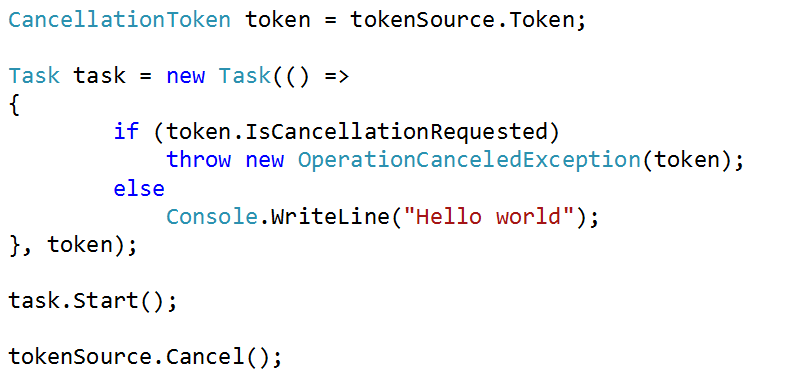 CancellationToken token = tokenSource.Token;
Task task = new Task(() =>
{
if (token.IsCancellationRequested)
throw new OperationCanceledException(token);
else
Console.WriteLine("Hello world");
}, token);
task.Start();
tokenSource.Cancel();